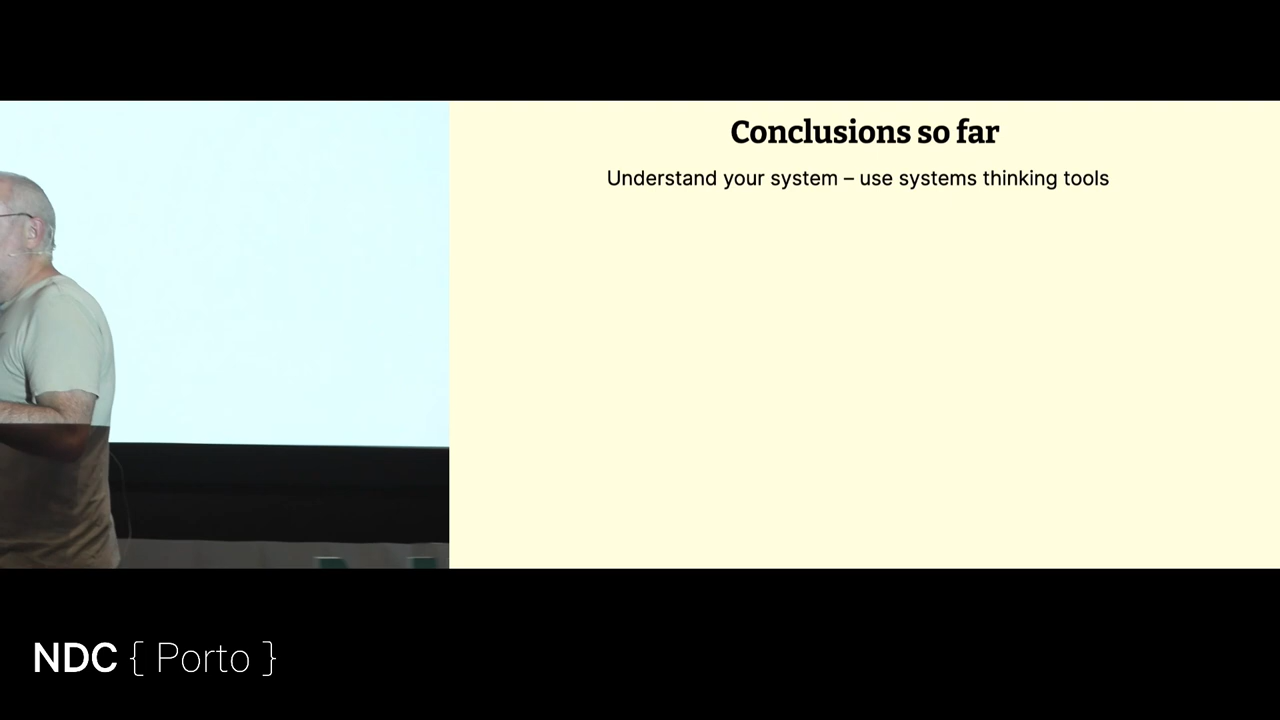 Conclusions so far
Understand your system – use systems thinking tools
NDC { Porto }